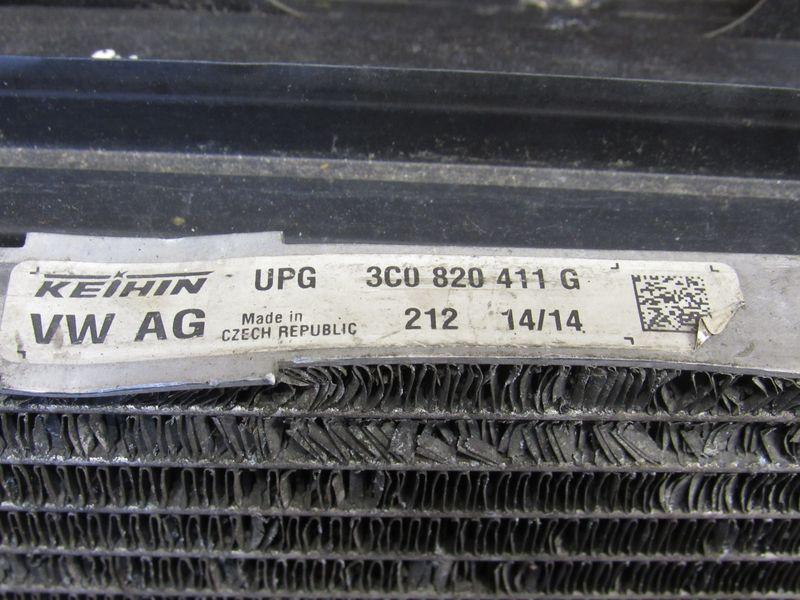 KEIHIN UPG 3C0 820 411 G
VW AG Made in CZECH REPUBLIC 212 14/14